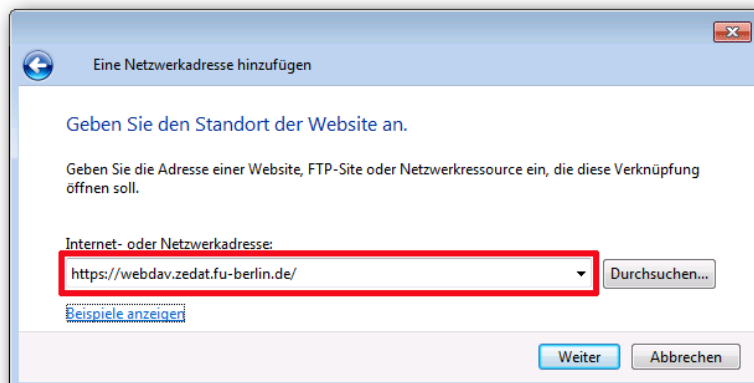 Eine Netzwerkadresse hinzufügen
Geben Sie den Standort der Website an.
Geben Sie die Adresse einer Website, FTP-Site oder Netzwerkressource ein, die diese Verknüpfung
öffnen soll.
Internet- oder Netzwerkadresse:
https://webdav.zedat.fu-berlin.de/
Durchsuchen...
Beispiele anzeigen
Weiter
Abbrechen